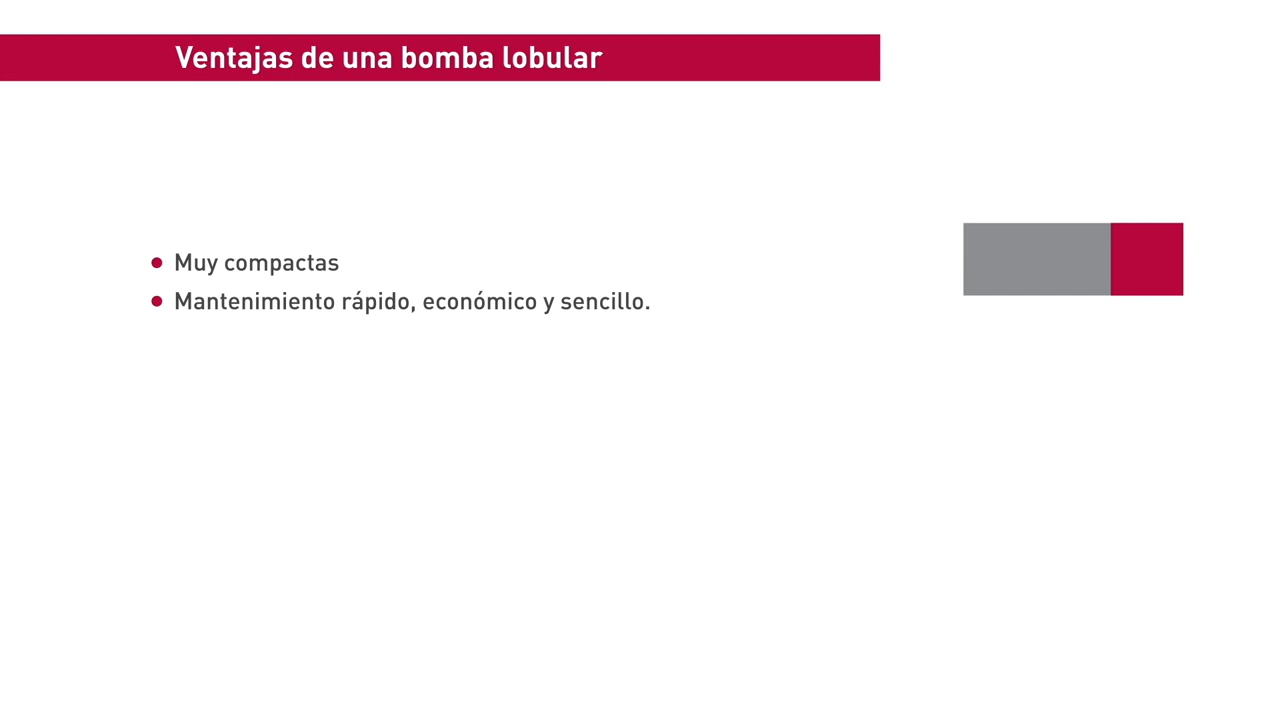 Ventajas de una bomba lobular
Muy compactas
Mantenimiento rápido, económico y sencillo.